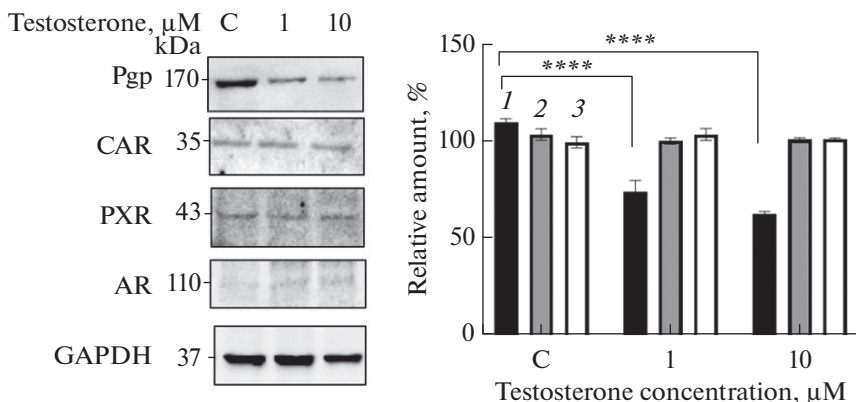 Testosterone, μM C 1 10
kDa
Pgp 170
CAR 35
PXR 43
AR 110
GAPDH 37
Relative amount, %
150
100
50
0
****
****
1 2 3
C 1 10
Testosterone concentration, μM